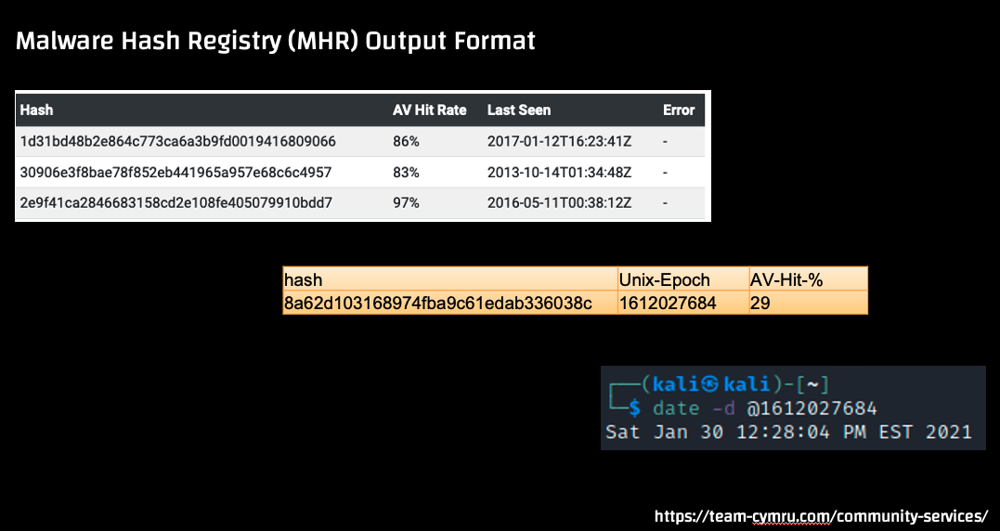 Malware Hash Registry (MHR) Output Format
Hash AV Hit Rate Last Seen Error
1d31bd48b2e864c773ca6a3b9fd0019416809066 86% 2017-01-12T16:23:41Z -
30906e3f8bae78f852eb441965a957e68c6c4957 83% 2013-10-14T01:34:48Z -
2e9f41ca2846683158cd2e108fe405079910bdd7 97% 2016-05-11T00:38:12Z -
hash Unix-Epoch AV-Hit-%
8a62d103168974fba9c61edab336038c 1612027684 29
┌──(kali㉿kali)-[~]
└─$ date -d @1612027684
Sat Jan 30 12:28:04 PM EST 2021
https://team-cymru.com/community-services/